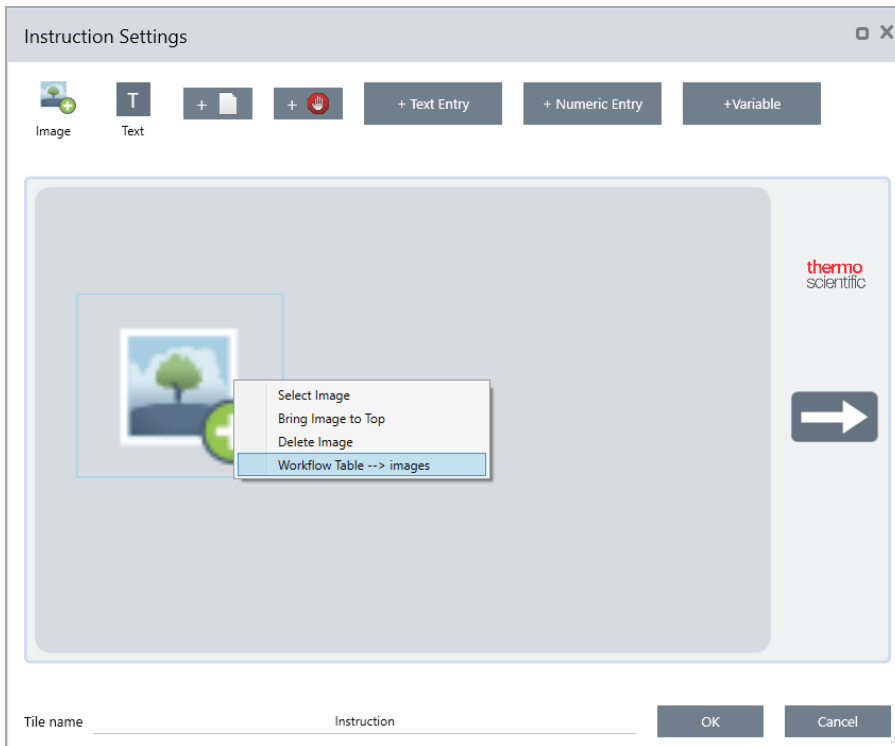 Instruction Settings
T
+
+
+ Text Entry
+ Numeric Entry
+Variable
Image
Text
thermo
scientific
Select Image
Bring Image to Top
Delete Image
Workflow Table --> images
Tile name
Instruction
OK
Cancel